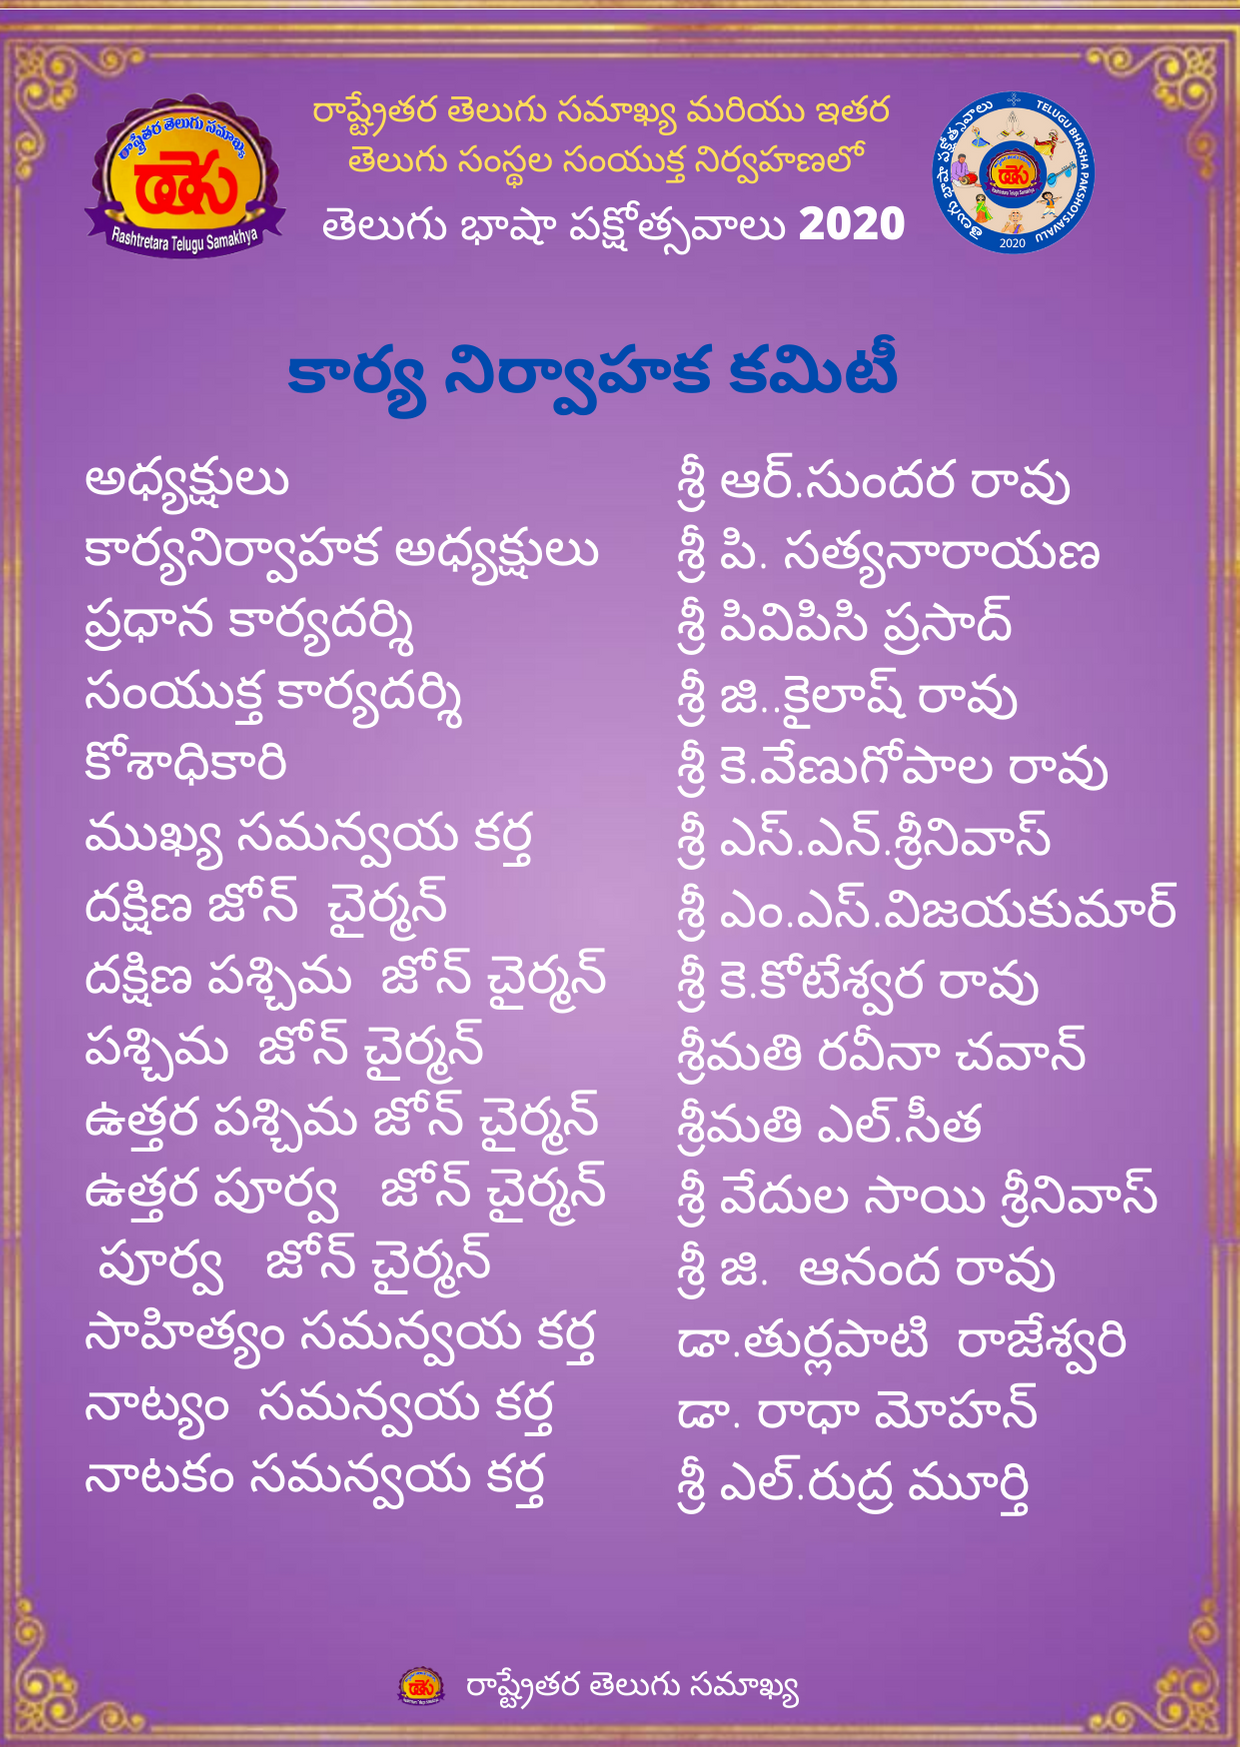 రాష్ట్రేతర తెలుగు సమాఖ్య మరియు ఇతర
తెలుగు సంస్థల సంయుక్త నిర్వహణలో
తెలుగు భాషా పక్షోత్సవాలు 2020
రాష్ట్రేతర తెలుగు సమాఖ్య
Rashtretara Telugu Samakhya
తెలుగు భాషా పక్షోత్సవాలు
TELUGU BHASHA PAKSHOTSAVALU
2020
కార్య నిర్వాహక కమిటీ
అధ్యక్షులు శ్రీ ఆర్.సుందర రావు
కార్యనిర్వాహక అధ్యక్షులు శ్రీ పి. సత్యనారాయణ
ప్రధాన కార్యదర్శి శ్రీ పివిపిసి ప్రసాద్
సంయుక్త కార్యదర్శి శ్రీ జి..కైలాష్ రావు
కోశాధికారి శ్రీ కె.వేణుగోపాల రావు
ముఖ్య సమన్వయ కర్త శ్రీ ఎస్.ఎన్.శ్రీనివాస్
దక్షిణ జోన్ చైర్మన్ శ్రీ ఎం.ఎస్.విజయకుమార్
దక్షిణ పశ్చిమ జోన్ చైర్మన్ శ్రీ కె.కోటేశ్వర రావు
పశ్చిమ జోన్ చైర్మన్ శ్రీమతి రవీనా చవాన్
ఉత్తర పశ్చిమ జోన్ చైర్మన్ శ్రీమతి ఎల్.సీత
ఉత్తర పూర్వ జోన్ చైర్మన్ శ్రీ వేదుల సాయి శ్రీనివాస్
పూర్వ జోన్ చైర్మన్ శ్రీ జి. ఆనంద రావు
సాహిత్యం సమన్వయ కర్త డా.తుర్లపాటి రాజేశ్వరి
నాట్యం సమన్వయ కర్త డా. రాధా మోహన్
నాటకం సమన్వయ కర్త శ్రీ ఎల్.రుద్ర మూర్తి
రాష్ట్రేతర తెలుగు సమాఖ్య